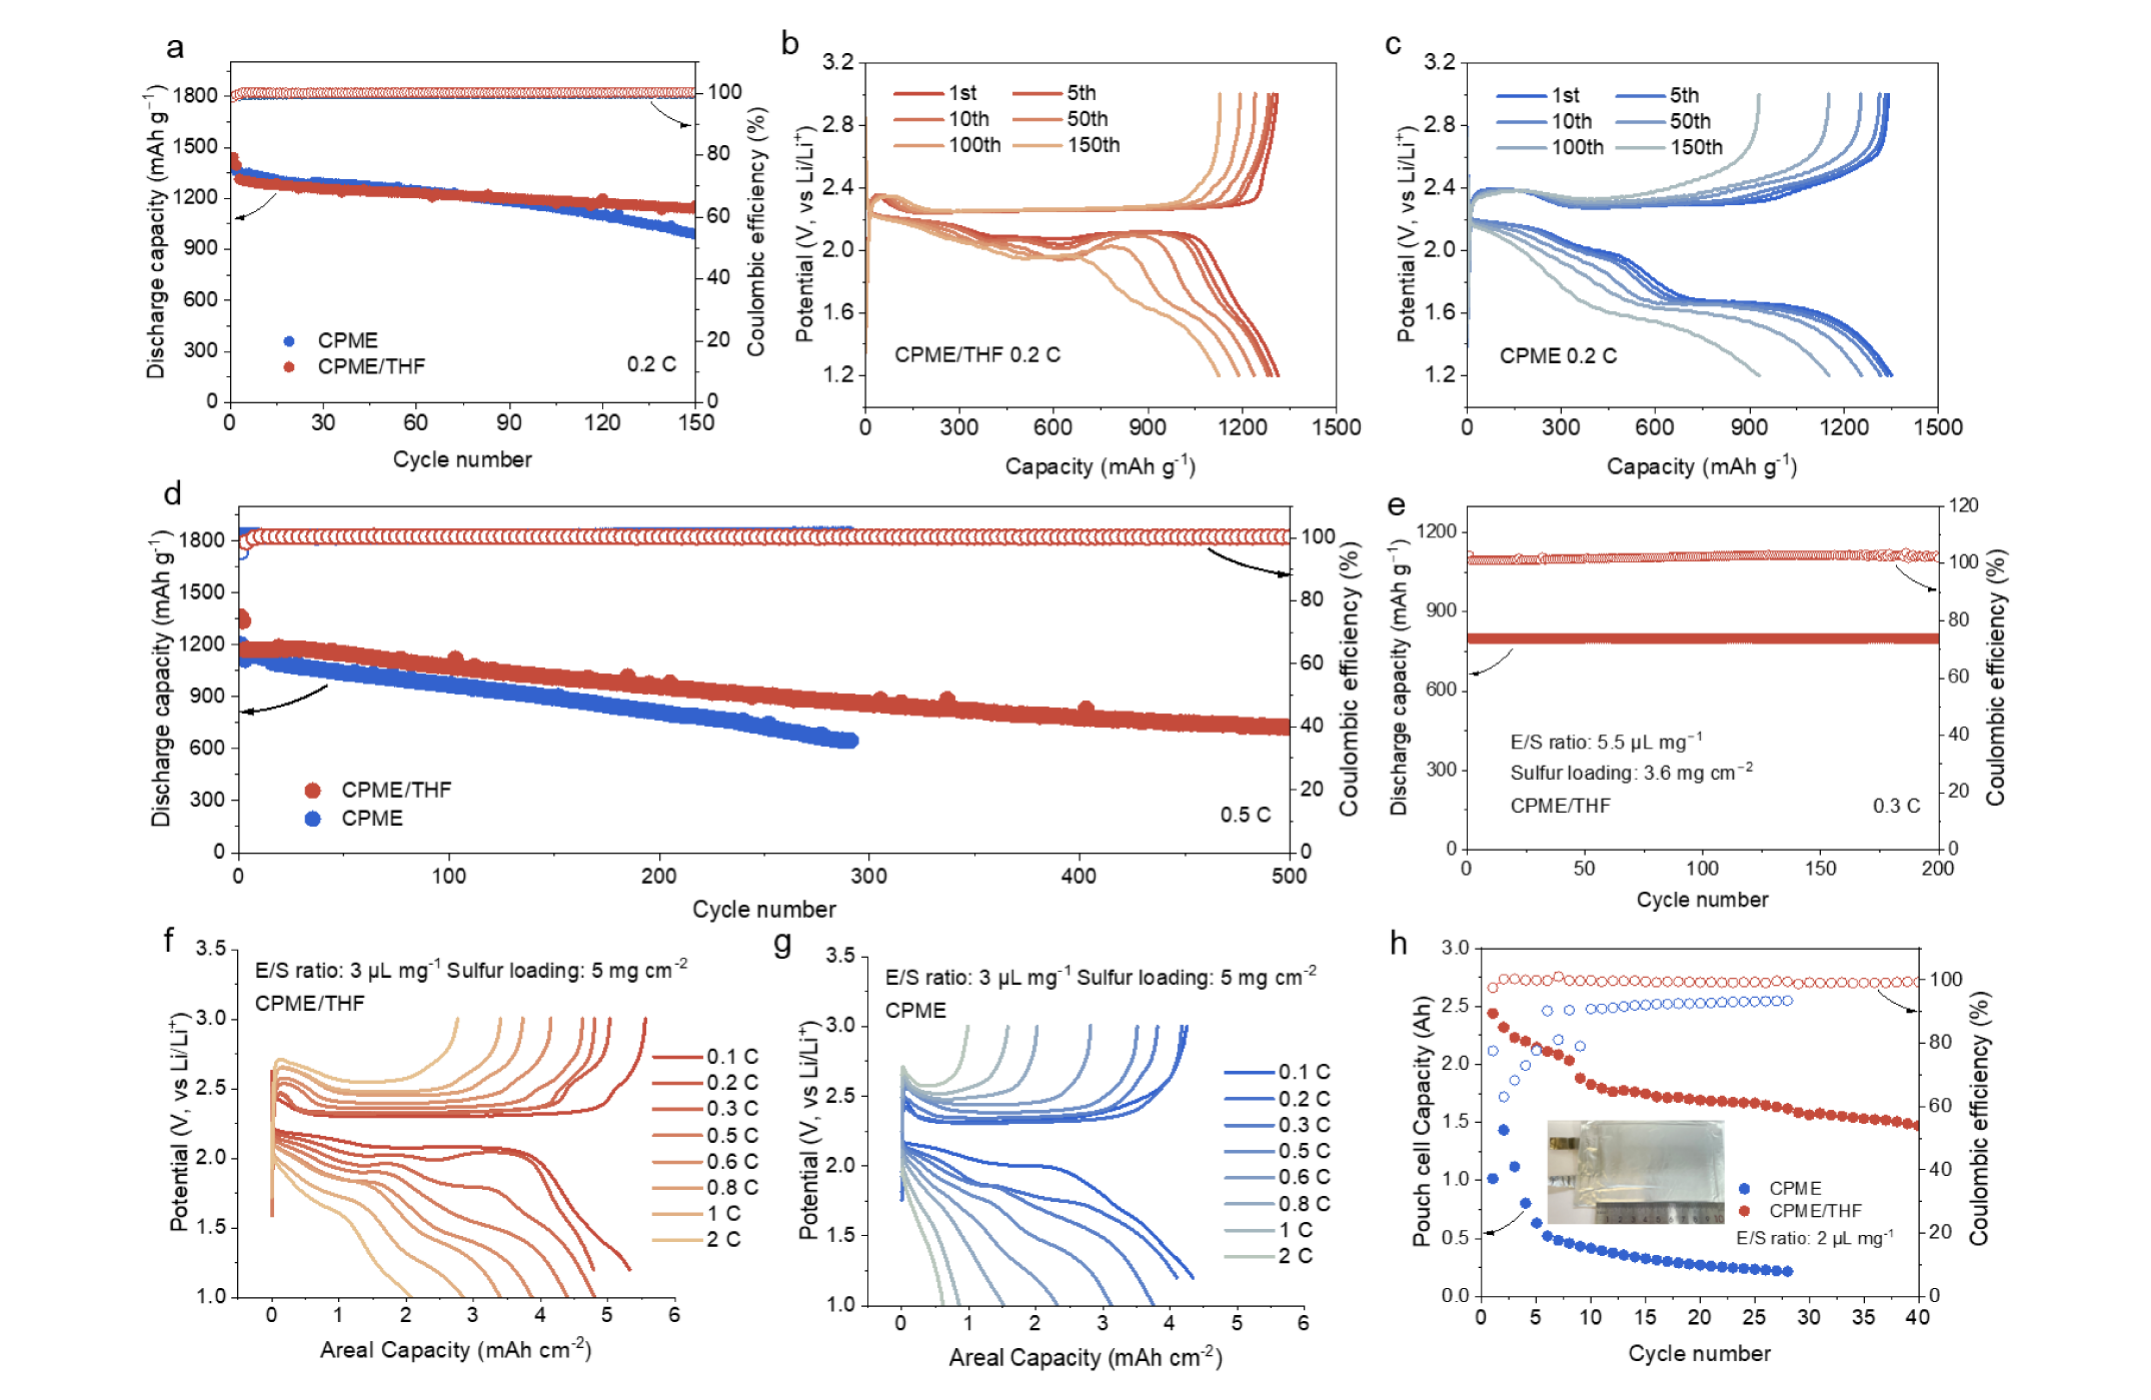 a
Discharge capacity (mAh g⁻¹)
1800
1500
1200
900
600
300
0
0 30 60 90 120 150
Cycle number
100
80
60
40
20
0
Coulombic efficiency (%)
CPME
CPME/THF
0.2 C
b
Potential (V, vs Li/Li⁺)
3.2
2.8
2.4
2.0
1.6
1.2
1st 5th
10th 50th
100th 150th
CPME/THF 0.2 C
0 300 600 900 1200 1500
Capacity (mAh g⁻¹)
c
Potential (V, vs Li/Li⁺)
3.2
2.8
2.4
2.0
1.6
1.2
1st 5th
10th 50th
100th 150th
CPME 0.2 C
0 300 600 900 1200 1500
Capacity (mAh g⁻¹)
d
Discharge capacity (mAh g⁻¹)
1800
1500
1200
900
600
300
0
CPME/THF
CPME
0.5 C
0 100 200 300 400 500
Cycle number
100
80
60
40
20
0
Coulombic efficiency (%)
e
Discharge capacity (mAh g⁻¹)
1200
900
600
300
0
E/S ratio: 5.5 µL mg⁻¹
Sulfur loading: 3.6 mg cm⁻²
CPME/THF 0.3 C
0 50 100 150 200
Cycle number
120
100
80
60
40
20
0
Coulombic efficiency (%)
f
Potential (V, vs Li/Li⁺)
3.5
3.0
2.5
2.0
1.5
1.0
E/S ratio: 3 µL mg⁻¹ Sulfur loading: 5 mg cm⁻²
CPME/THF
0.1 C
0.2 C
0.3 C
0.5 C
0.6 C
0.8 C
1 C
2 C
0 1 2 3 4 5 6
Areal Capacity (mAh cm⁻²)
g
Potential (V, vs Li/Li⁺)
3.5
3.0
2.5
2.0
1.5
1.0
E/S ratio: 3 µL mg⁻¹ Sulfur loading: 5 mg cm⁻²
CPME
0.1 C
0.2 C
0.3 C
0.5 C
0.6 C
0.8 C
1 C
2 C
0 1 2 3 4 5 6
Areal Capacity (mAh cm⁻²)
h
Pouch cell Capacity (Ah)
3.0
2.5
2.0
1.5
1.0
0.5
0.0
CPME
CPME/THF
E/S ratio: 2 µL mg⁻¹
0 5 10 15 20 25 30 35 40
Cycle number
100
80
60
40
20
0
Coulombic efficiency (%)